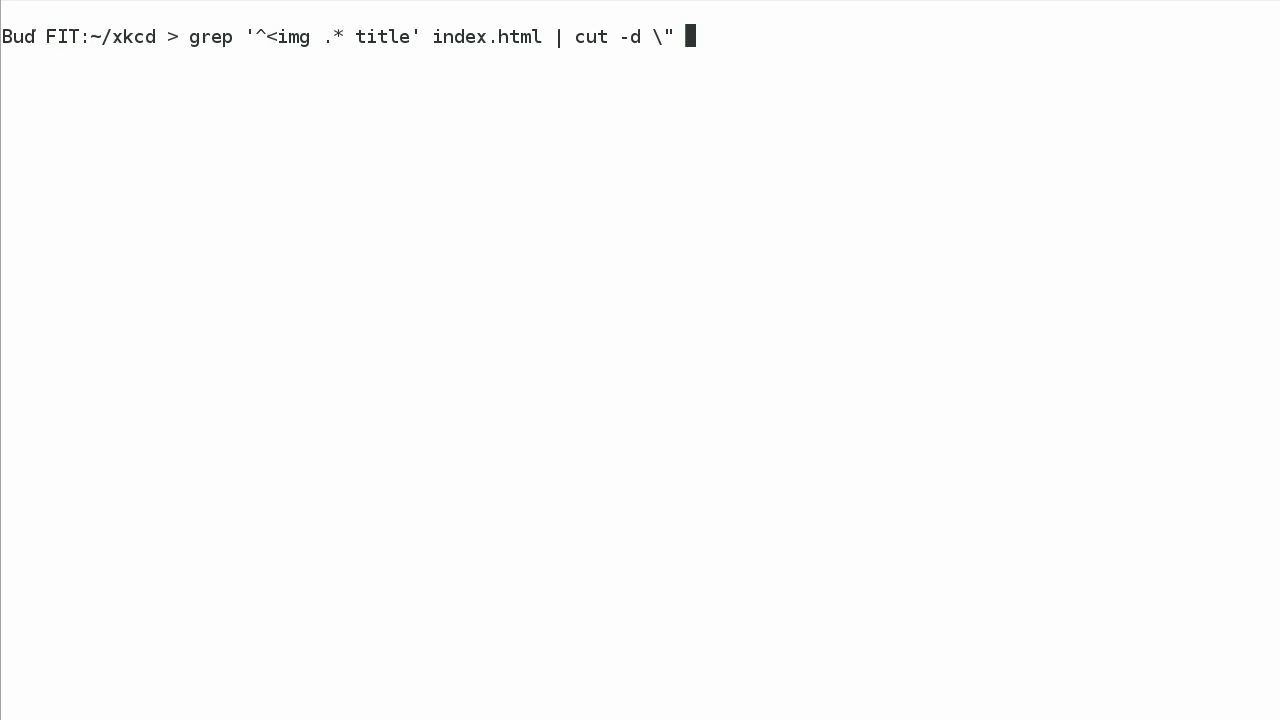 Buď FIT:~/xkcd > grep '^<img .* title' index.html | cut -d \"